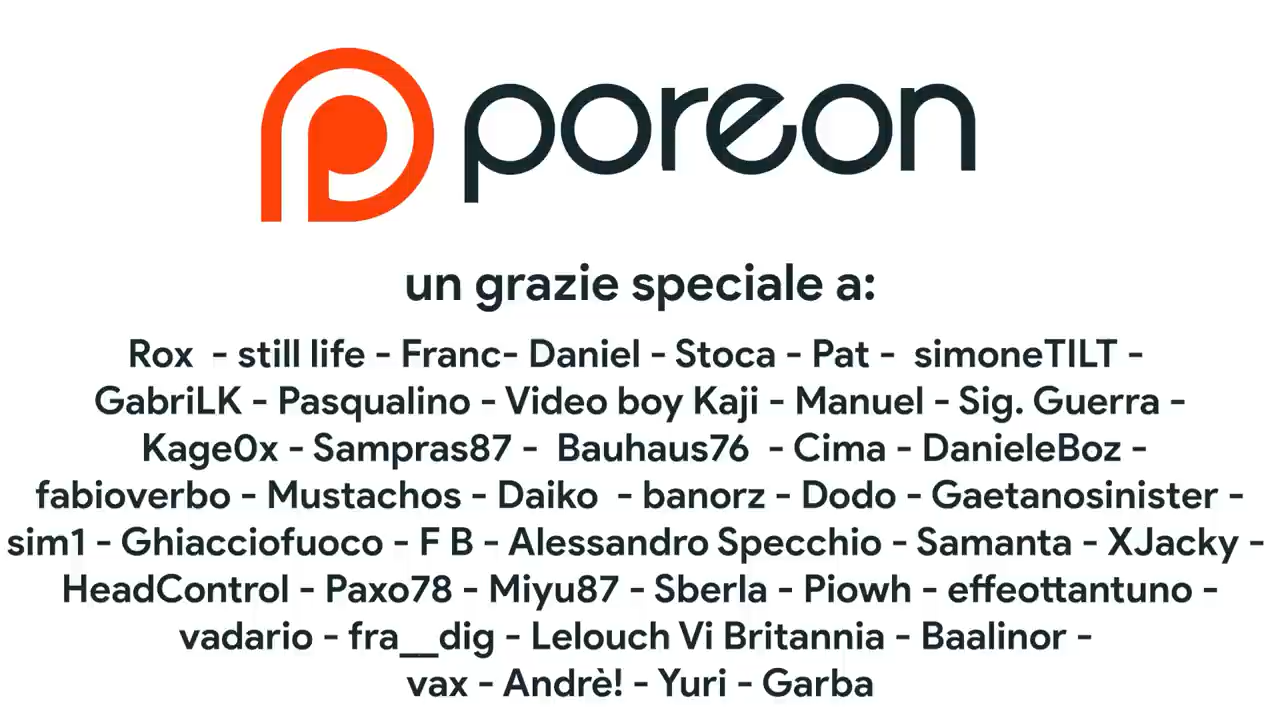 poreon
un grazie speciale a:
Rox - still life - Franc- Daniel - Stoca - Pat - simoneTILT -
GabriLK - Pasqualino - Video boy Kaji - Manuel - Sig. Guerra -
Kage0x - Sampras87 - Bauhaus76 - Cima - DanieleBoz -
fabioverbo - Mustachos - Daiko - banorz - Dodo - Gaetanosinister -
sim1 - Ghiacciofuoco - F B - Alessandro Specchio - Samanta - XJacky -
HeadControl - Paxo78 - Miyu87 - Sberla - Piowh - effeottantuno -
vadario - fra__dig - Lelouch Vi Britannia - Baalinor -
vax - Andrè! - Yuri - Garba